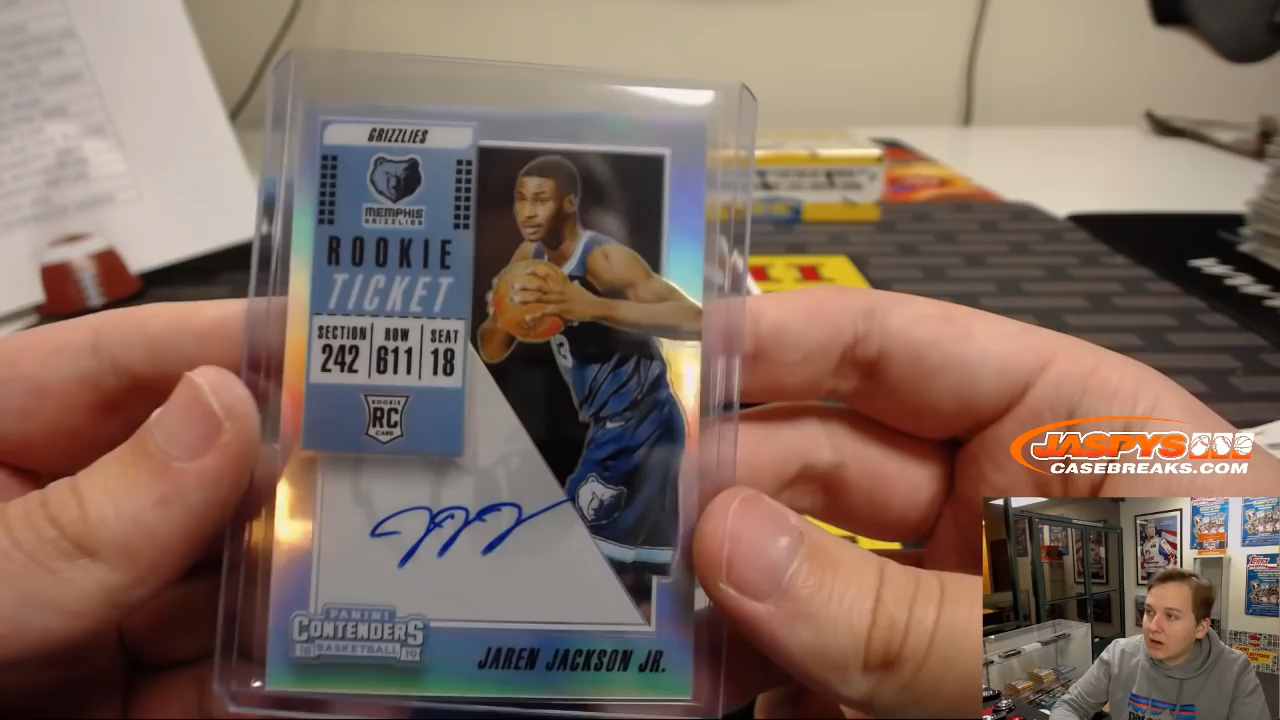 GRIZZLIES
MEMPHIS
GRIZZLIES
ROOKIE
TICKET
SECTION ROW SEAT
242 611 18
ROOKIE
RC
CARD
JJJ
PANINI
CONTENDERS
18 BASKETBALL 19
JAREN JACKSON JR.
JASPYS
CASEBREAKS.COM